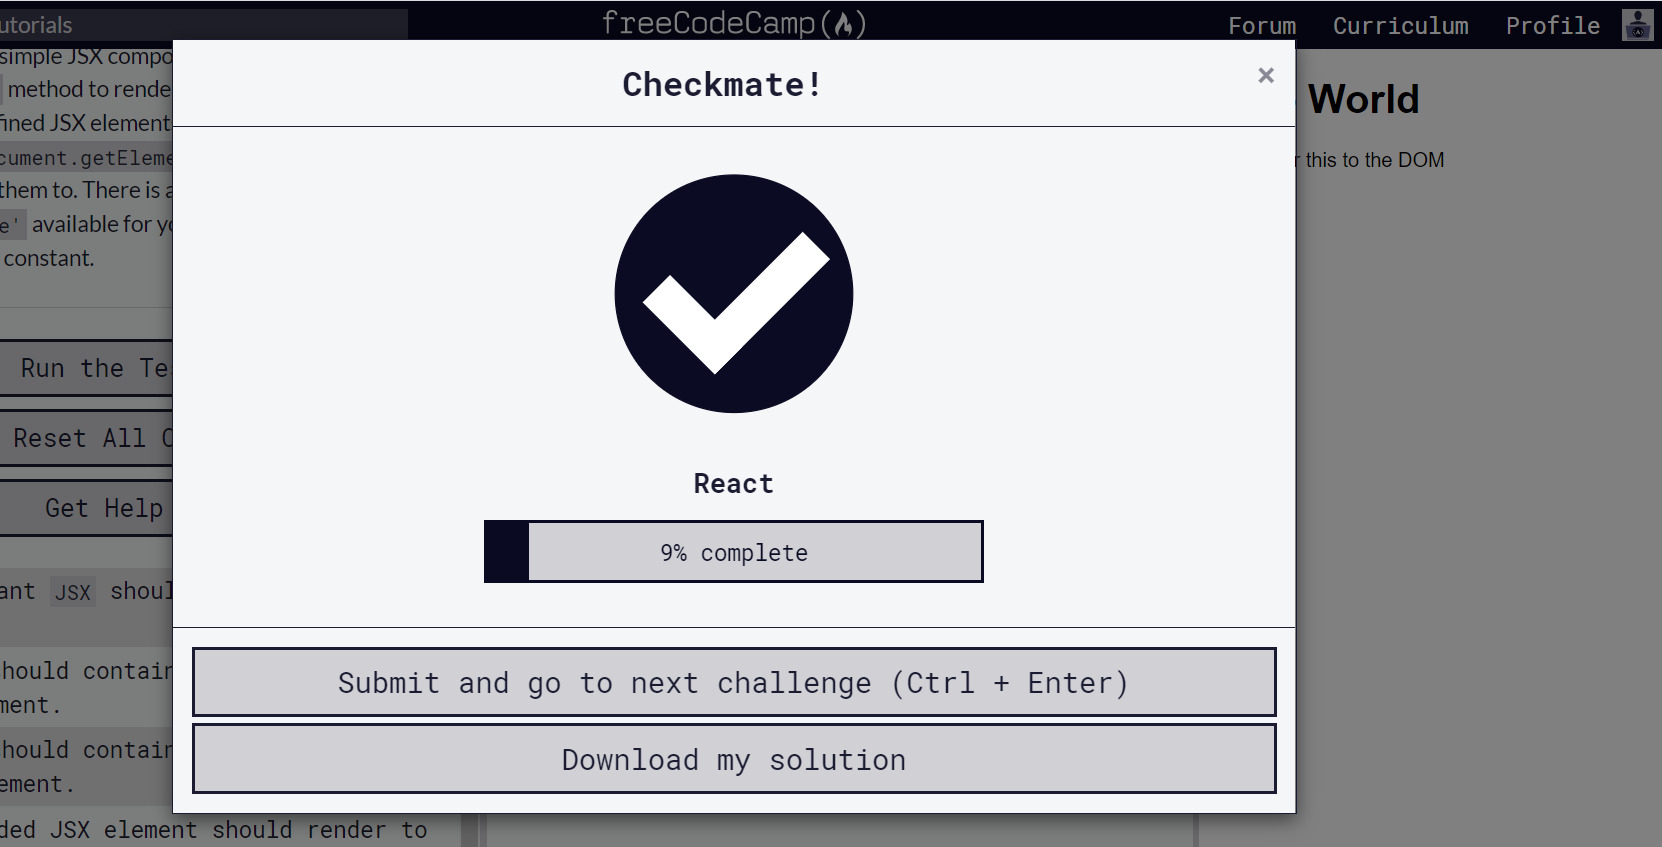 utorials
freeCodeCamp
Forum Curriculum Profile
simple JSX compo
method to rende
fined JSX element
cument.getEleme
them to. There is a
e' available for yo
constant.
Run the Te
Reset All C
Get Help
ant JSX shoul
hould contain
ment.
hould contain
ement.
ded JSX element should render to
Checkmate!
×
React
9% complete
Submit and go to next challenge (Ctrl + Enter)
Download my solution
World
r this to the DOM